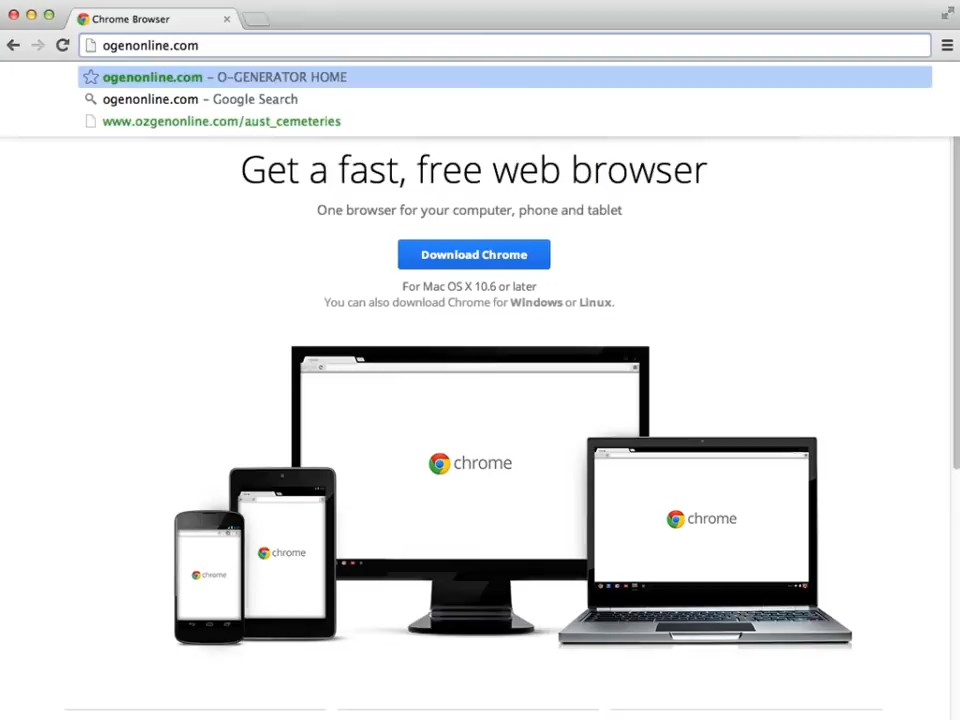 Chrome Browser
ogenonline.com
ogenonline.com – O-GENERATOR HOME
ogenonline.com – Google Search
www.ozgenonline.com/aust_cemeteries
Get a fast, free web browser
One browser for your computer, phone and tablet
Download Chrome
For Mac OS X 10.6 or later
You can also download Chrome for Windows or Linux.
chrome
chrome
chrome
chrome